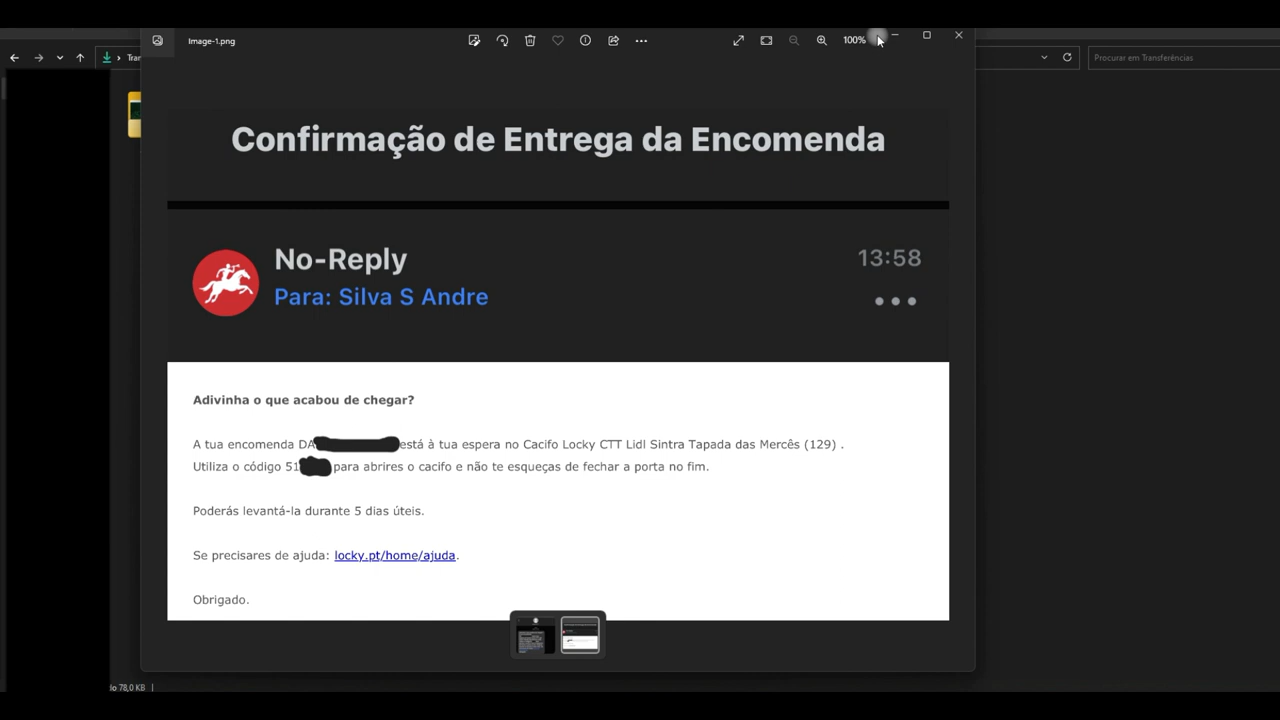 Image-1.png
100%
Tran
Procurar em Transferências
Confirmação de Entrega da Encomenda
No-Reply
13:58
Para: Silva S Andre
Adivinha o que acabou de chegar?
A tua encomenda DA está à tua espera no Cacifo Locky CTT Lidl Sintra Tapada das Mercês (129) .
Utiliza o código 51 para abrires o cacifo e não te esqueças de fechar a porta no fim.
Poderás levantá-la durante 5 dias úteis.
Se precisares de ajuda: locky.pt/home/ajuda.
Obrigado.
lo 78,0 KB